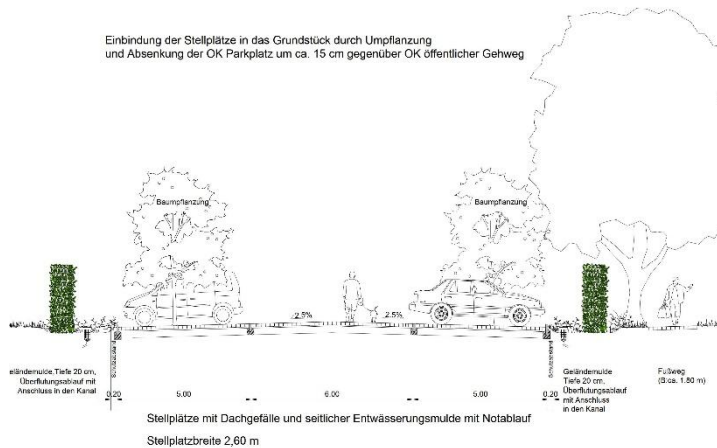 Einbindung der Stellplätze in das Grundstück durch Umpflanzung
und Absenkung der OK Parkplatz um ca. 15 cm gegenüber OK öffentlicher Gehweg
Baumpflanzung
Baumpflanzung
2.5%
2.5%
eländemulde,Tiefe 20 cm,
Überflutungsablauf mit
Anschluss in den Kanal
Geländemulde
Tiefe 20 cm,
Überflutungsablauf
mit Anschluss
in den Kanal
Fußweg
(B:ca. 1.80 m)
0.20
5.00
6.00
5.00
0.20
Stellplätze mit Dachgefälle und seitlicher Entwässerungsmulde mit Notablauf
Stellplatzbreite 2,60 m